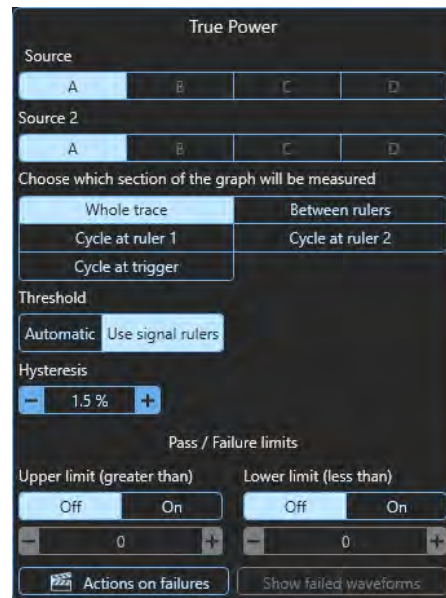 True Power
Source
A B C D
Source 2
A B C D
Choose which section of the graph will be measured
Whole trace Between rulers
Cycle at ruler 1 Cycle at ruler 2
Cycle at trigger
Threshold
Automatic Use signal rulers
Hysteresis
− 1.5 % +
Pass / Failure limits
Upper limit (greater than) Lower limit (less than)
Off On Off On
− 0 + − 0 +
Actions on failures Show failed waveforms